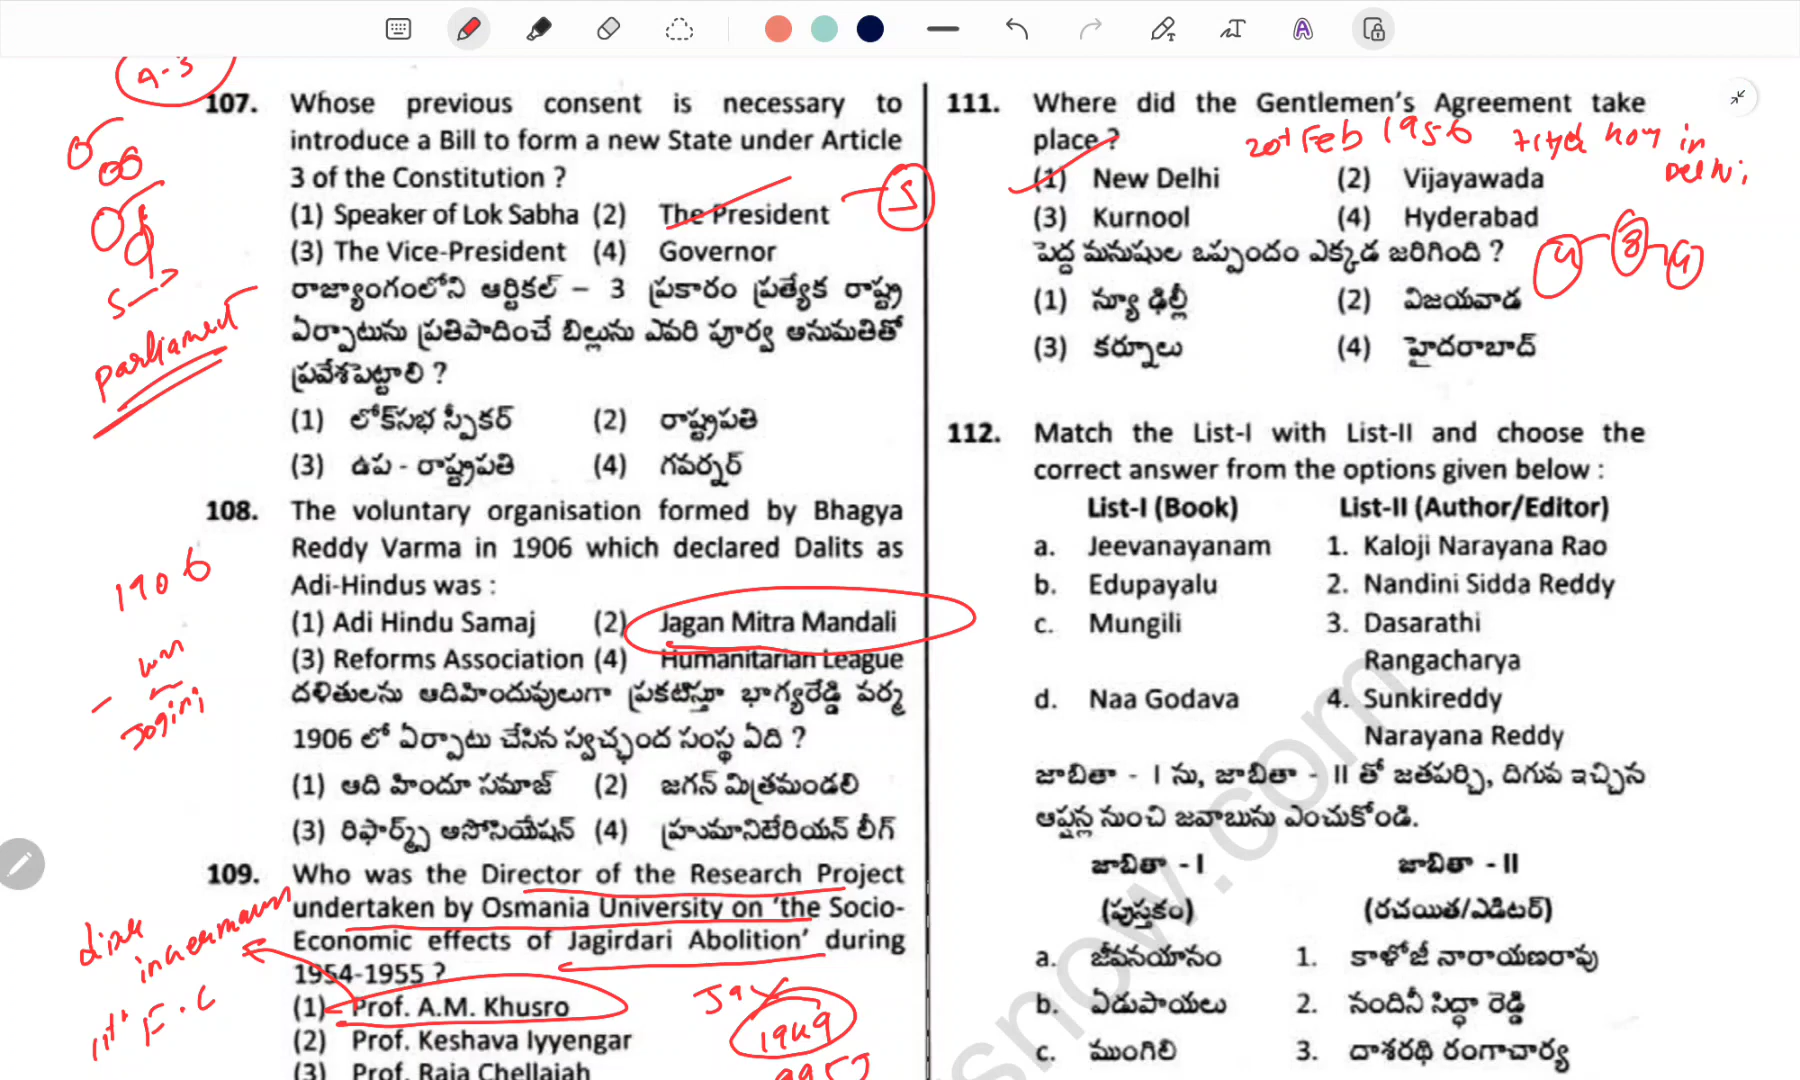 A-3
107. Whose previous consent is necessary to
introduce a Bill to form a new State under Article
3 of the Constitution ?
(1) Speaker of Lok Sabha (2) The President
(3) The Vice-President (4) Governor
రాజ్యాంగంలోని ఆర్టికల్ – 3 ప్రకారం ప్రత్యేక రాష్ట్ర
ఏర్పాటును ప్రతిపాదించే బిల్లును ఎవరి పూర్వ అనుమతితో
ప్రవేశపెట్టాలి ?
(1) లోక్‌సభ స్పీకర్ (2) రాష్ట్రపతి
(3) ఉప - రాష్ట్రపతి (4) గవర్నర్
parliament
108. The voluntary organisation formed by Bhagya
Reddy Varma in 1906 which declared Dalits as
Adi-Hindus was :
(1) Adi Hindu Samaj (2) Jagan Mitra Mandali
(3) Reforms Association (4) Humanitarian League
దళితులను ఆదిహిందువులుగా ప్రకటిస్తూ భాగ్యరెడ్డి వర్మ
1906 లో ఏర్పాటు చేసిన స్వచ్ఛంద సంస్థ ఏది ?
(1) ఆది హిందూ సమాజ్ (2) జగన్ మిత్రమండలి
(3) రిఫార్మ్స్ అసోసియేషన్ (4) హ్యుమానిటేరియన్ లీగ్
1906
Jogini
109. Who was the Director of the Research Project
undertaken by Osmania University on ‘the Socio-
Economic effects of Jagirdari Abolition’ during
1954-1955 ?
(1) Prof. A.M. Khusro
(2) Prof. Keshava Iyyengar
(3) Prof. Raja Chellaiah
11th F.C
1949
111. Where did the Gentlemen’s Agreement take
place ?
20th Feb 1956
in
Delhi
(1) New Delhi (2) Vijayawada
(3) Kurnool (4) Hyderabad
పెద్ద మనుషుల ఒప్పందం ఎక్కడ జరిగింది ?
(1) న్యూ ఢిల్లీ (2) విజయవాడ
(3) కర్నూలు (4) హైదరాబాద్
112. Match the List-I with List-II and choose the
correct answer from the options given below :
List-I (Book) List-II (Author/Editor)
a. Jeevanayanam 1. Kaloji Narayana Rao
b. Edupayalu 2. Nandini Sidda Reddy
c. Mungili 3. Dasarathi
Rangacharya
d. Naa Godava 4. Sunkireddy
Narayana Reddy
జాబితా - I ను, జాబితా - II తో జతపర్చి, దిగువ ఇచ్చిన
ఆప్షన్ల నుంచి జవాబును ఎంచుకోండి.
జాబితా - I జాబితా - II
(పుస్తకం) (రచయిత/ఎడిటర్)
a. జీవనయానం 1. కాళోజీ నారాయణరావు
b. ఏడుపాయలు 2. నందినీ సిద్ధా రెడ్డి
c. ముంగిలి 3. దాశరథి రంగాచార్య
snow.com